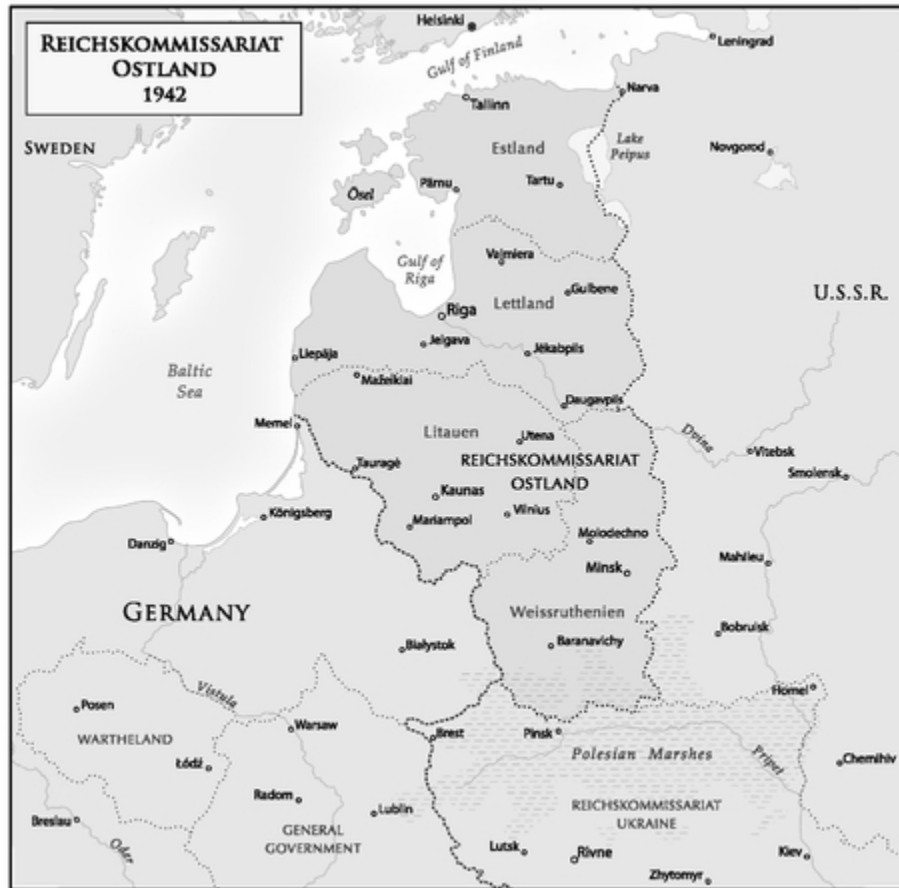 REICHSKOMMISSARIAT
OSTLAND
1942
Helsinki
Leningrad
Gulf of Finland
Narva
Tallinn
SWEDEN
Estland
Lake
Peipus
Novgorod
Ösel
Pärnu
Tartu
Valmiera
Gulf of
Riga
Gulbene
Lettland
U.S.S.R.
Riga
Jelgava
Jēkabpils
Liepāja
Baltic
Sea
Mažeikiai
Daugavpils
Memel
Litauen
Utena
Dvina
Vitebsk
Tauragė
REICHSKOMMISSARIAT
OSTLAND
Smolensk
Kaunas
Vilnius
Königsberg
Mariampol
Danzig
Molodechno
Mahileu
Minsk
GERMANY
Weissruthenien
Bobruisk
Białystok
Baranavichy
Vistula
Homel
Posen
Warsaw
Brest
Pinsk
WARTHELAND
Polesian Marshes
Pripet
Łódź
Chernihiv
Radom
Lublin
REICHSKOMMISSARIAT
UKRAINE
Breslau
GENERAL
GOVERNMENT
Oder
Lutsk
Rivne
Kiev
Zhytomyr